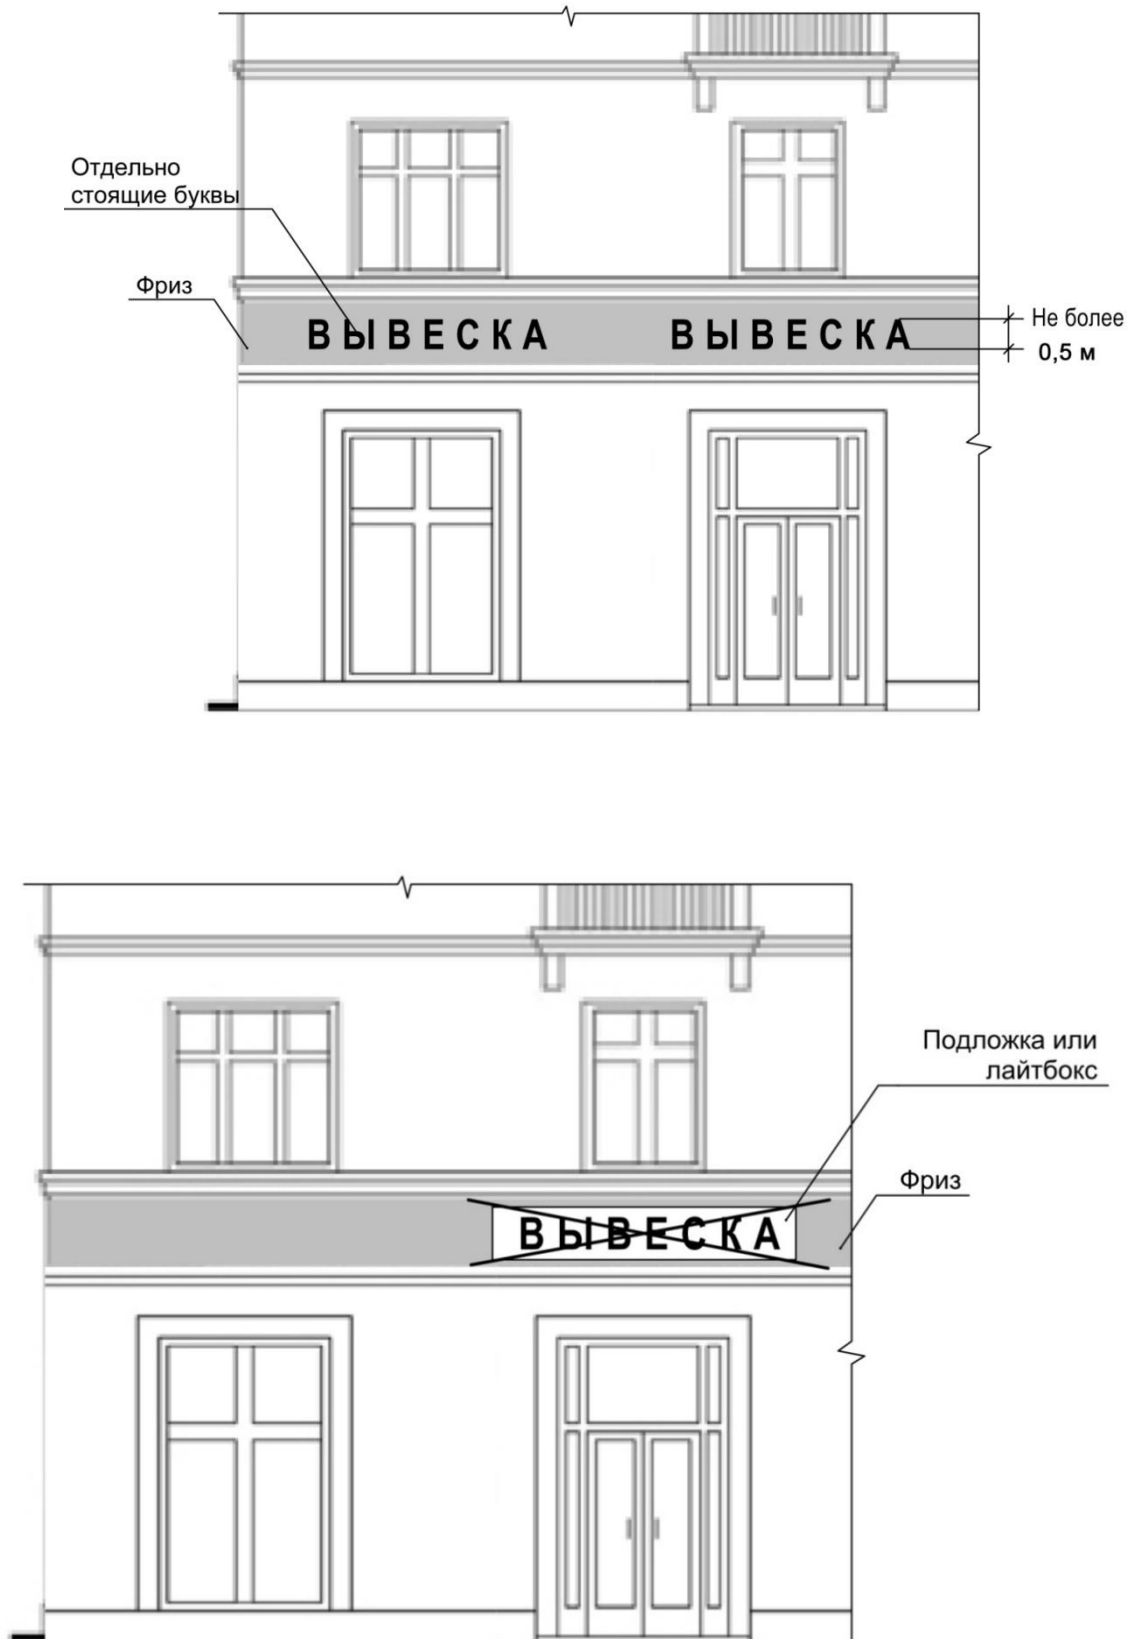 Отдельно
стоящие буквы
Фриз
ВЫВЕСКА ВЫВЕСКА
Не более
0,5 м
Подложка или
лайтбокс
Фриз
ВЫВЕСКА